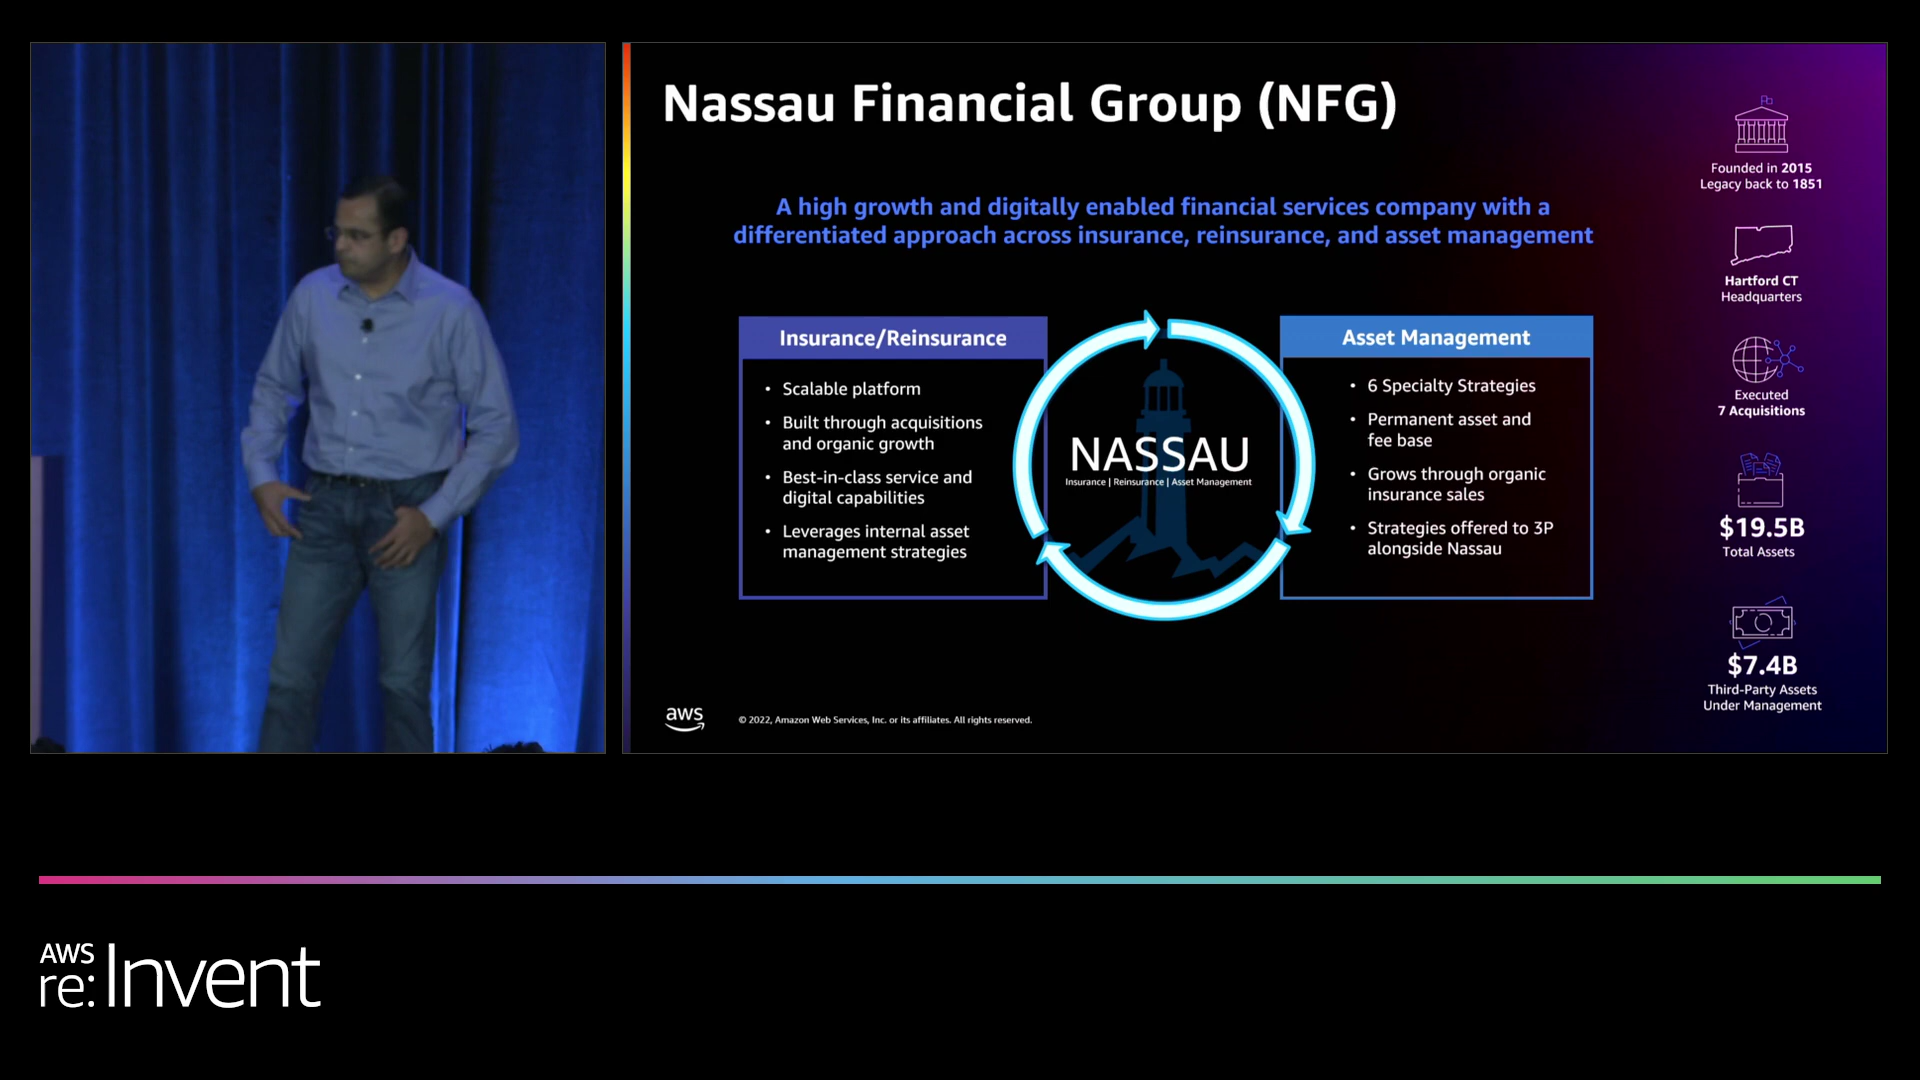 Nassau Financial Group (NFG)
A high growth and digitally enabled financial services company with a
differentiated approach across insurance, reinsurance, and asset management
Insurance/Reinsurance
• Scalable platform
• Built through acquisitions
and organic growth
• Best-in-class service and
digital capabilities
• Leverages internal asset
management strategies
NASSAU
Insurance | Reinsurance | Asset Management
Asset Management
• 6 Specialty Strategies
• Permanent asset and
fee base
• Grows through organic
insurance sales
• Strategies offered to 3P
alongside Nassau
Founded in 2015
Legacy back to 1851
Hartford CT
Headquarters
Executed
7 Acquisitions
$19.5B
Total Assets
$7.4B
Third-Party Assets
Under Management
aws
© 2022, Amazon Web Services, Inc. or its affiliates. All rights reserved.
AWS
re:Invent